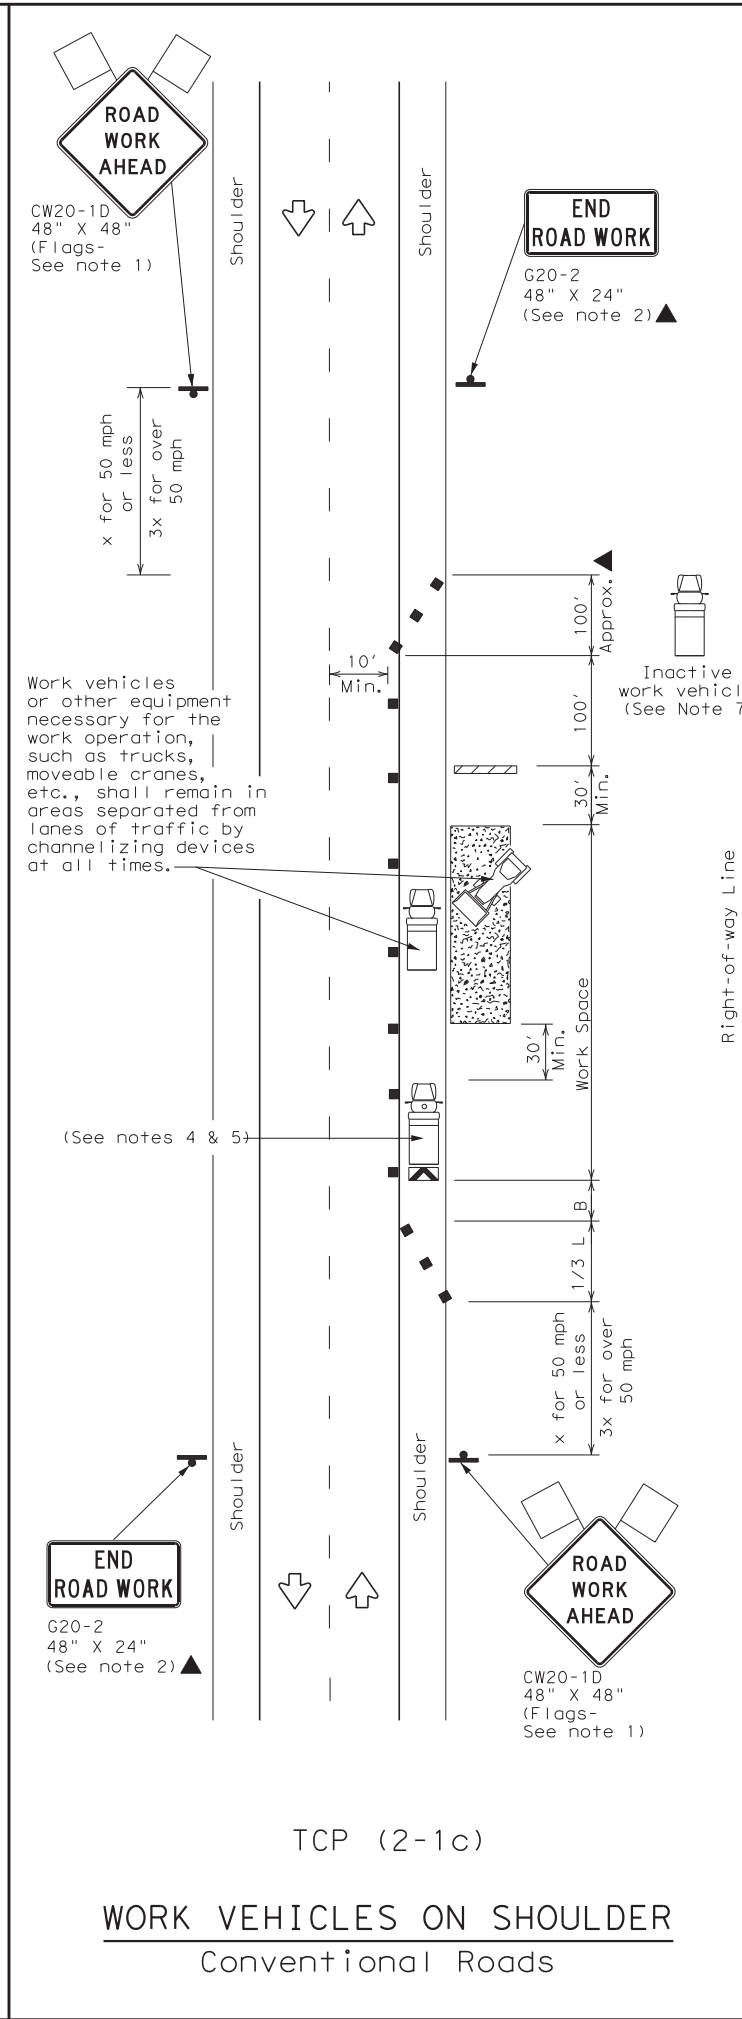 ROAD
WORK
AHEAD
CW20-1D
48" X 48"
(Flags-
See note 1)
Shoulder
Shoulder
END
ROAD WORK
G20-2
48" X 24"
(See note 2)
x for 50 mph
or less
3x for over
50 mph
100'
Approx.
Inactive
work vehicl
(See Note 7
10'
Min.
100'
30'
Min.
Work vehicles
or other equipment
necessary for the
work operation,
such as trucks,
moveable cranes,
etc., shall remain in
areas separated from
lanes of traffic by
channelizing devices
at all times.
Right-of-way Line
Work Space
30'
Min.
(See notes 4 & 5)
B
1/3 L
x for 50 mph
or less
3x for over
50 mph
Shoulder
Shoulder
END
ROAD WORK
G20-2
48" X 24"
(See note 2)
ROAD
WORK
AHEAD
CW20-1D
48" X 48"
(Flags-
See note 1)
TCP (2-1c)
WORK VEHICLES ON SHOULDER
Conventional Roads